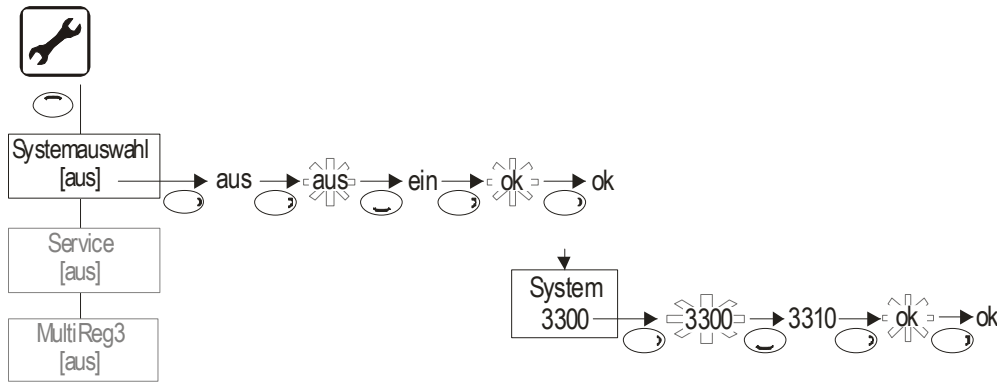 Systemauswahl
[aus]
aus
aus
ein
ok
ok
Service
[aus]
MultiReg3
[aus]
System
3300
3300
3310
ok
ok